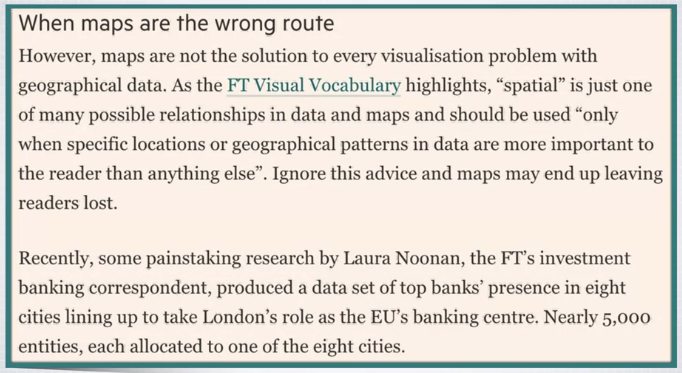 When maps are the wrong route
However, maps are not the solution to every visualisation problem with
geographical data. As the FT Visual Vocabulary highlights, “spatial” is just one
of many possible relationships in data and maps and should be used “only
when specific locations or geographical patterns in data are more important to
the reader than anything else”. Ignore this advice and maps may end up leaving
readers lost.
Recently, some painstaking research by Laura Noonan, the FT’s investment
banking correspondent, produced a data set of top banks’ presence in eight
cities lining up to take London’s role as the EU’s banking centre. Nearly 5,000
entities, each allocated to one of the eight cities.